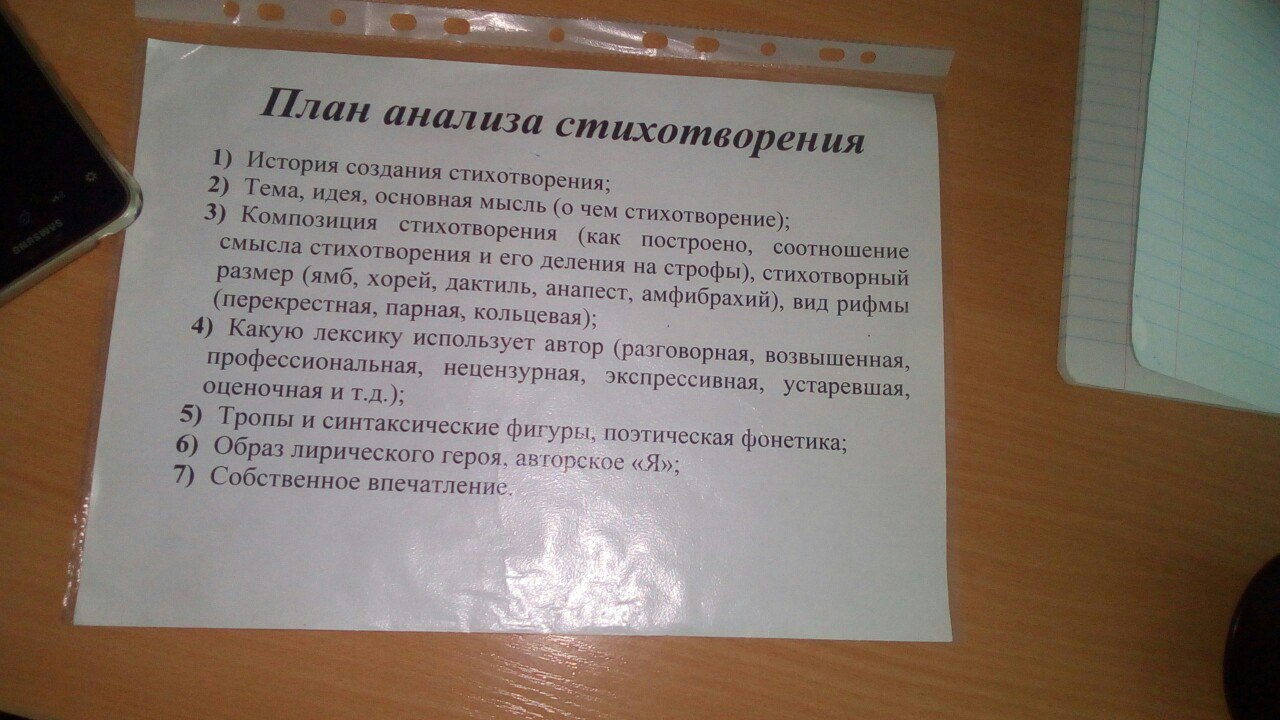 План анализа стихотворения
1) История создания стихотворения;
2) Тема, идея, основная мысль (о чем стихотворение);
3) Композиция стихотворения (как построено, соотношение
смысла стихотворения и его деления на строфы), стихотворный
размер (ямб, хорей, дактиль, анапест, амфибрахий), вид рифмы
(перекрестная, парная, кольцевая);
4) Какую лексику использует автор (разговорная, возвышенная,
профессиональная, нецензурная, экспрессивная, устаревшая,
оценочная и т.д.);
5) Тропы и синтаксические фигуры, поэтическая фонетика;
6) Образ лирического героя, авторское «Я»;
7) Собственное впечатление.
SAMSUNG